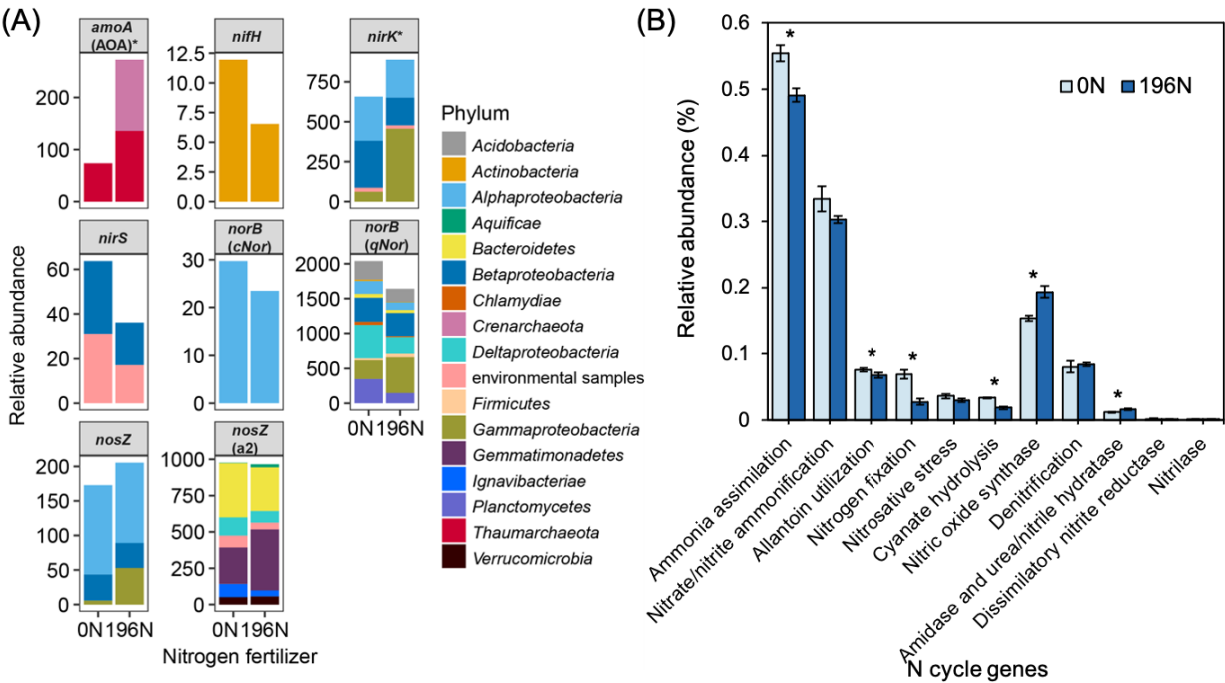 (A)
amoA
(AOA)*
nifH
nirK*
200
100
0
12.5
10.0
7.5
5.0
2.5
0.0
750
500
250
0
nirS
norB
(cNor)
norB
(qNor)
60
40
20
0
30
20
10
0
2000
1500
1000
500
0
0N 196N
nosZ
nosZ
(a2)
200
150
100
50
0
1000
750
500
250
0
0N 196N
0N 196N
Relative abundance
Nitrogen fertilizer
Phylum
Acidobacteria
Actinobacteria
Alphaproteobacteria
Aquificae
Bacteroidetes
Betaproteobacteria
Chlamydiae
Crenarchaeota
Deltaproteobacteria
environmental samples
Firmicutes
Gammaproteobacteria
Gemmatimonadetes
Ignavibacteriae
Planctomycetes
Thaumarchaeota
Verrucomicrobia
(B)
Relative abundance (%)
0.6
0.5
0.4
0.3
0.2
0.1
0
0N 196N
*
*
*
*
*
*
Ammonia assimilation
Nitrate/nitrite ammonification
Allantoin utilization
Nitrogen fixation
Nitrosative stress
Cyanate hydrolysis
Nitric oxide synthase
Denitrification
Amidase and urea/nitrile hydratase
Dissimilatory nitrite reductase
Nitrilase
N cycle genes